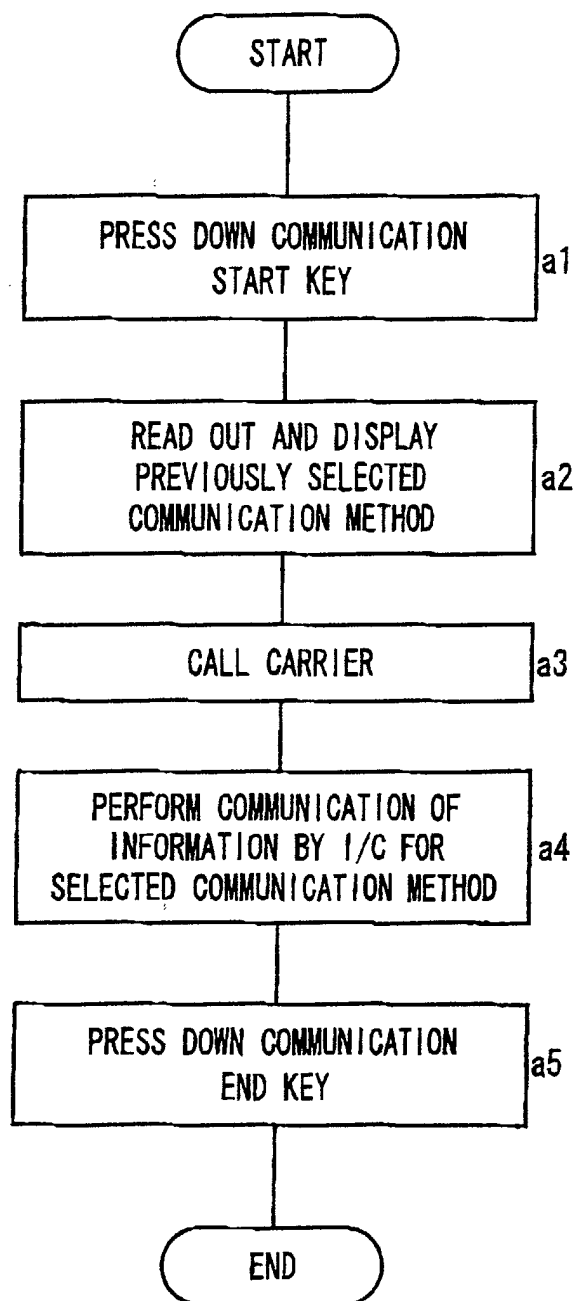 START
PRESS DOWN COMMUNICATION
START KEY
a1
READ OUT AND DISPLAY
PREVIOUSLY SELECTED
COMMUNICATION METHOD
a2
CALL CARRIER
a3
PERFORM COMMUNICATION OF
INFORMATION BY I/C FOR
SELECTED COMMUNICATION METHOD
a4
PRESS DOWN COMMUNICATION
END KEY
a5
END